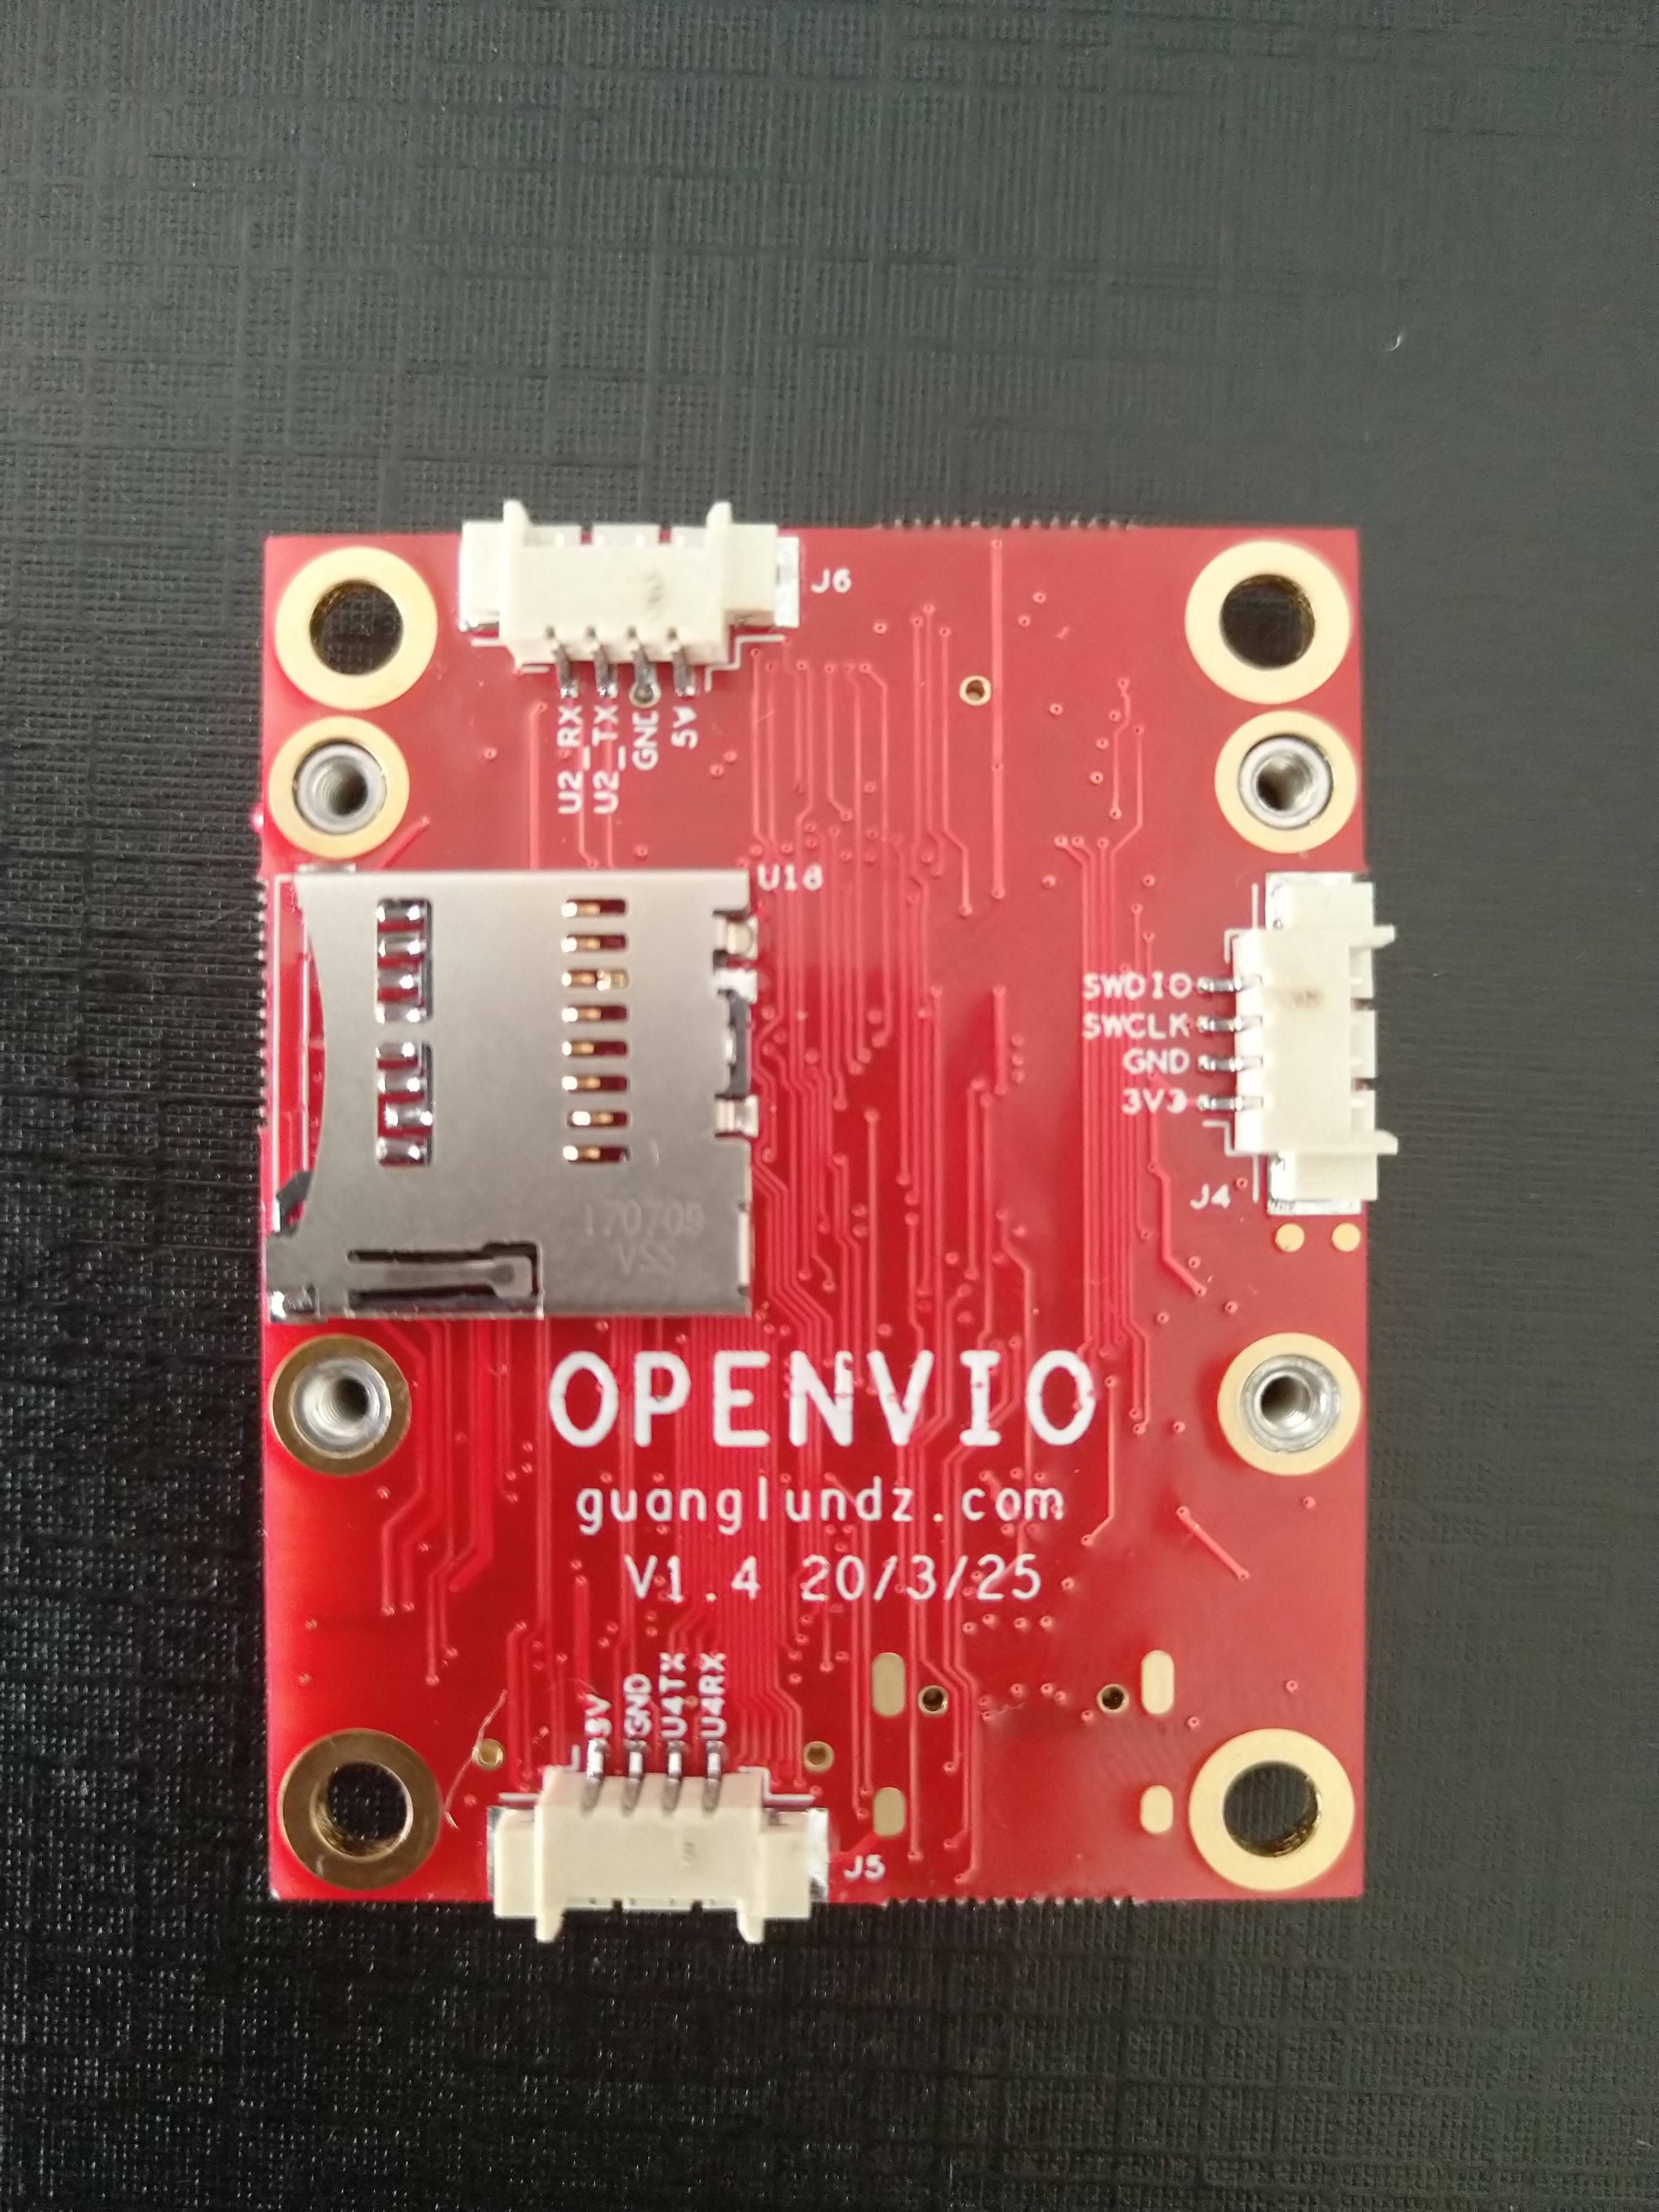 J6
U2_RX
U2_TX
GND
5V
U18
SWDIO
SWCLK
GND
3V3
J4
170709
VSS
OPENVIO
guanglundz.com
V1.4 20/3/25
5V
GND
U4TX
U4RX
J5